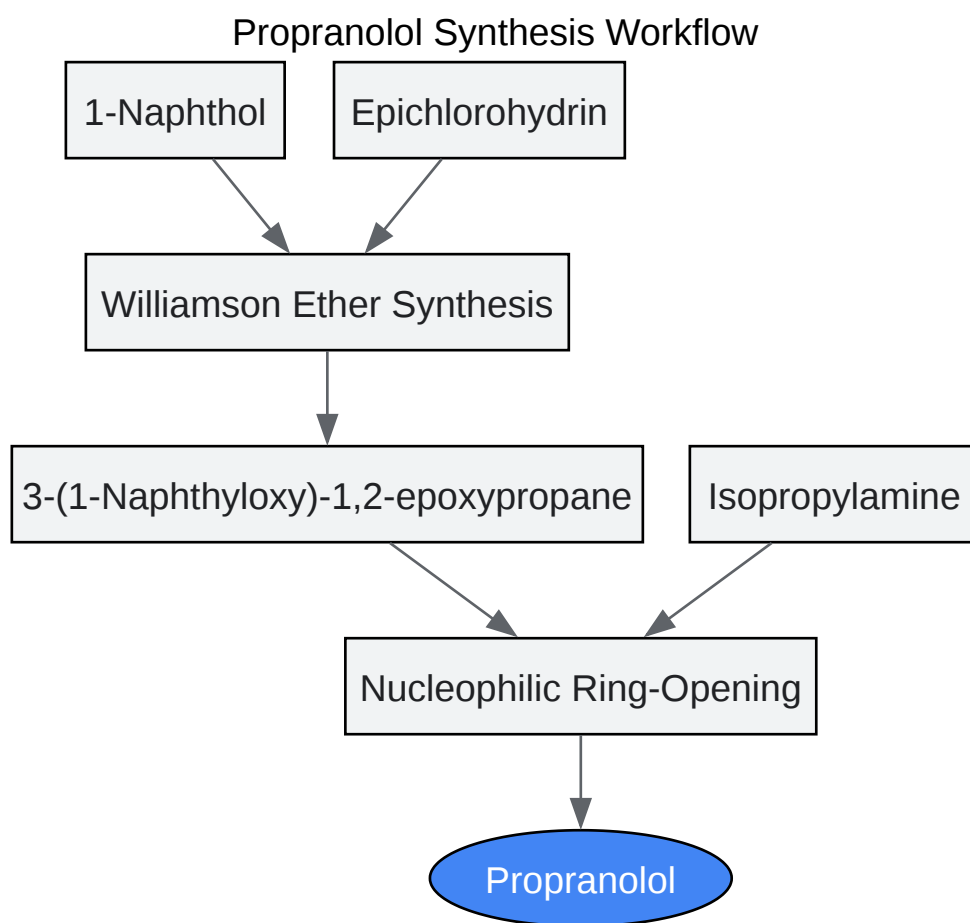 Propranolol Synthesis Workflow
1-Naphthol
Epichlorohydrin
Williamson Ether Synthesis
3-(1-Naphthyloxy)-1,2-epoxypropane
Isopropylamine
Nucleophilic Ring-Opening
Propranolol